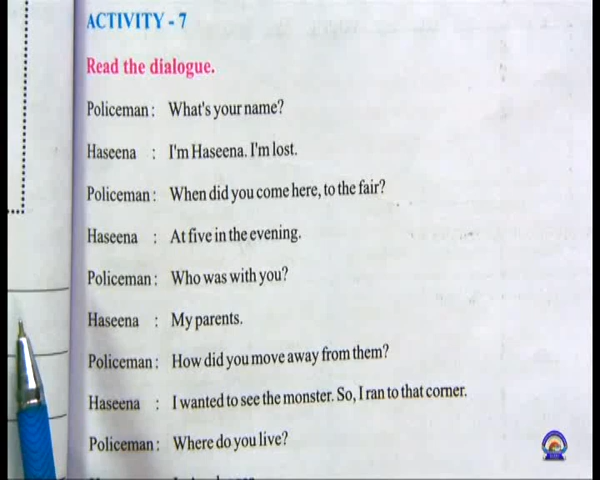 ACTIVITY - 7
Read the dialogue.
Policeman : What's your name?
Haseena : I'm Haseena. I'm lost.
Policeman : When did you come here, to the fair?
Haseena : At five in the evening.
Policeman : Who was with you?
Haseena : My parents.
Policeman : How did you move away from them?
Haseena : I wanted to see the monster. So, I ran to that corner.
Policeman : Where do you live?